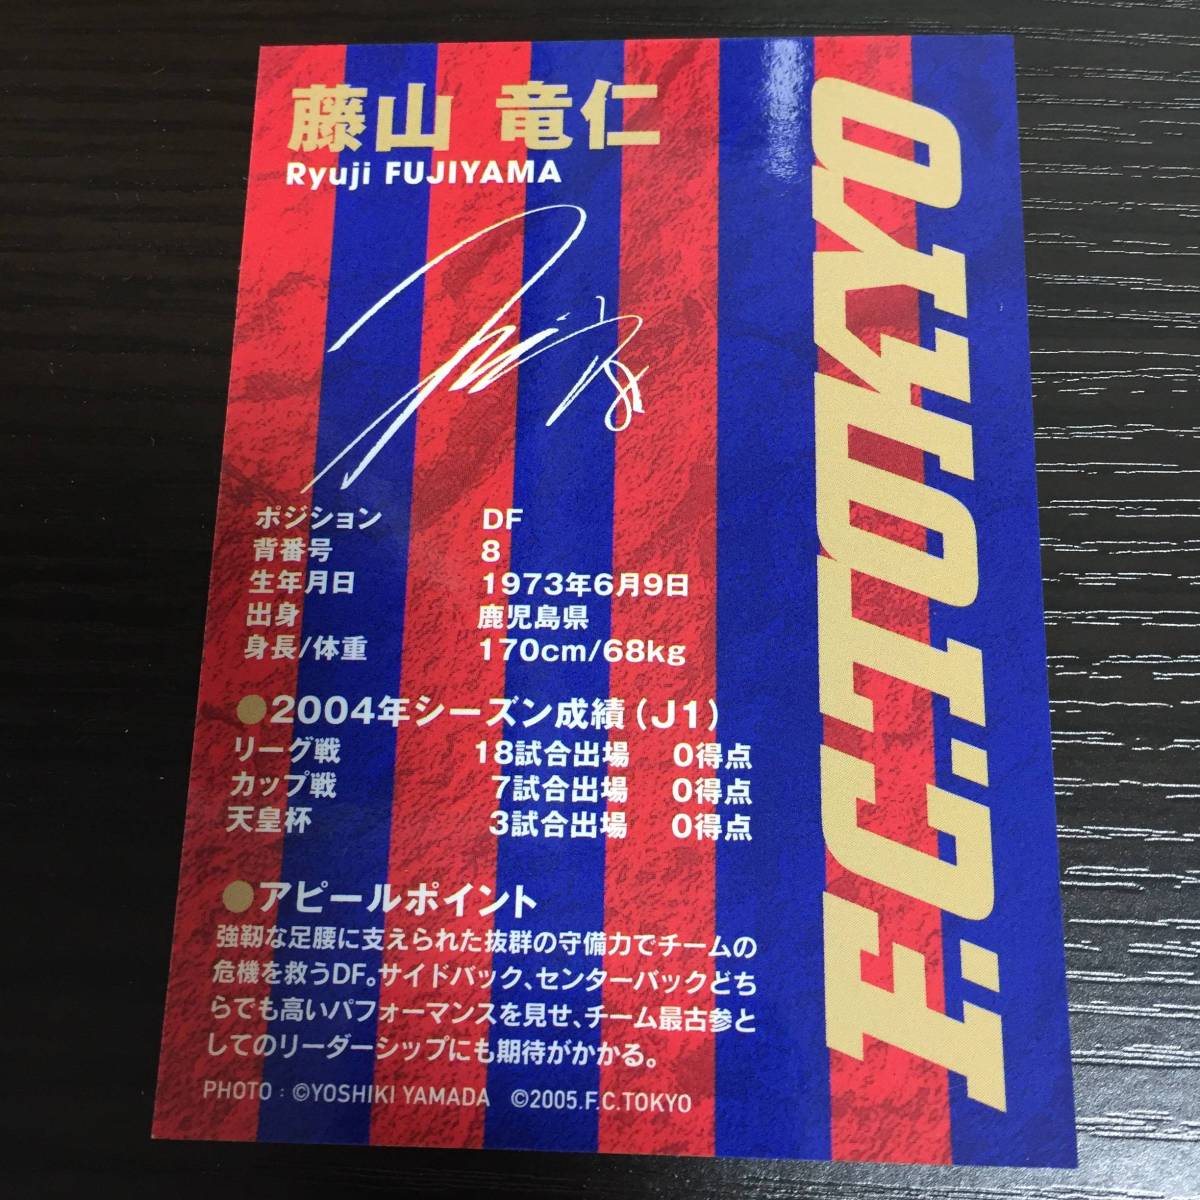 藤山 竜仁
Ryuji FUJIYAMA
ポジション DF
背番号 8
生年月日 1973年6月9日
出身 鹿児島県
身長/体重 170cm/68kg
●2004年シーズン成績(J1)
リーグ戦 18試合出場 0得点
カップ戦 7試合出場 0得点
天皇杯 3試合出場 0得点
●アピールポイント
強靭な足腰に支えられた抜群の守備力でチームの
危機を救うDF。サイドバック、センターバックどち
らでも高いパフォーマンスを見せ、チーム最古参と
してのリーダーシップにも期待がかかる。
PHOTO : ©YOSHIKI YAMADA ©2005.F.C.TOKYO
F.C.TOKYO